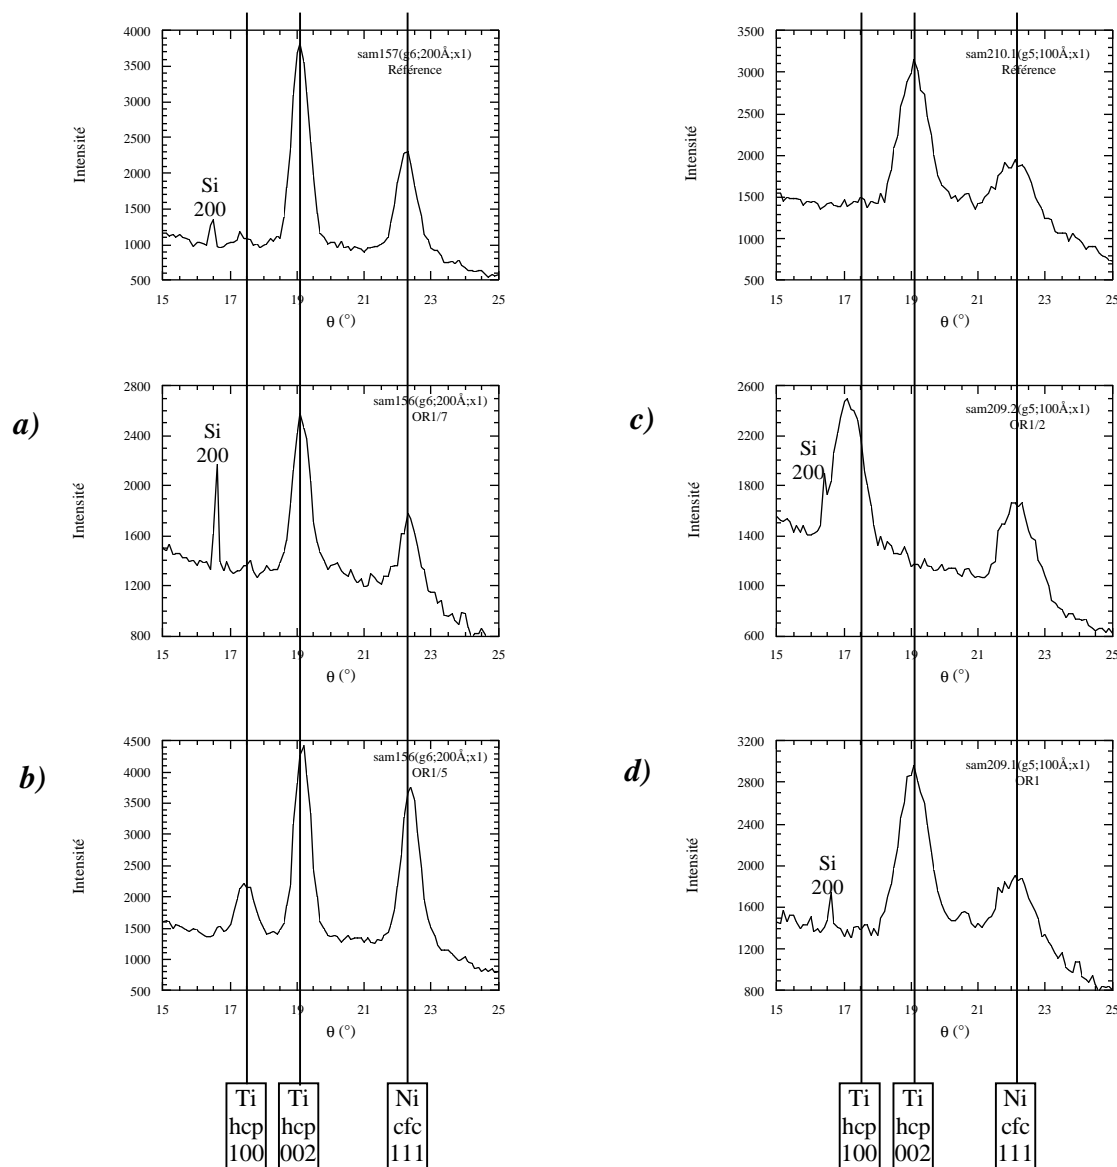 4000
3500
3000
2500
2000
1500
1000
500
Intensité
sam157(g6;200Å;x1)
Référence
Si
200
15 17 19 21 23 25
θ (°)
3500
3000
2500
2000
1500
1000
500
Intensité
sam210.1(g5;100Å;x1)
Référence
15 17 19 21 23 25
θ (°)
a)
2800
2400
2000
1600
1200
800
Intensité
sam156(g6;200Å;x1)
OR1/7
Si
200
15 17 19 21 23 25
θ (°)
c)
2600
2200
1800
1400
1000
600
Intensité
sam209.2(g5;100Å;x1)
OR1/2
Si
200
15 17 19 21 23 25
θ (°)
b)
4500
4000
3500
3000
2500
2000
1500
1000
500
Intensité
sam156(g6;200Å;x1)
OR1/5
15 17 19 21 23 25
θ (°)
d)
3200
2800
2400
2000
1600
1200
800
Intensité
sam209.1(g5;100Å;x1)
OR1
Si
200
15 17 19 21 23 25
θ (°)
Ti
hcp
100
Ti
hcp
002
Ni
cfc
111
Ti
hcp
100
Ti
hcp
002
Ni
cfc
111